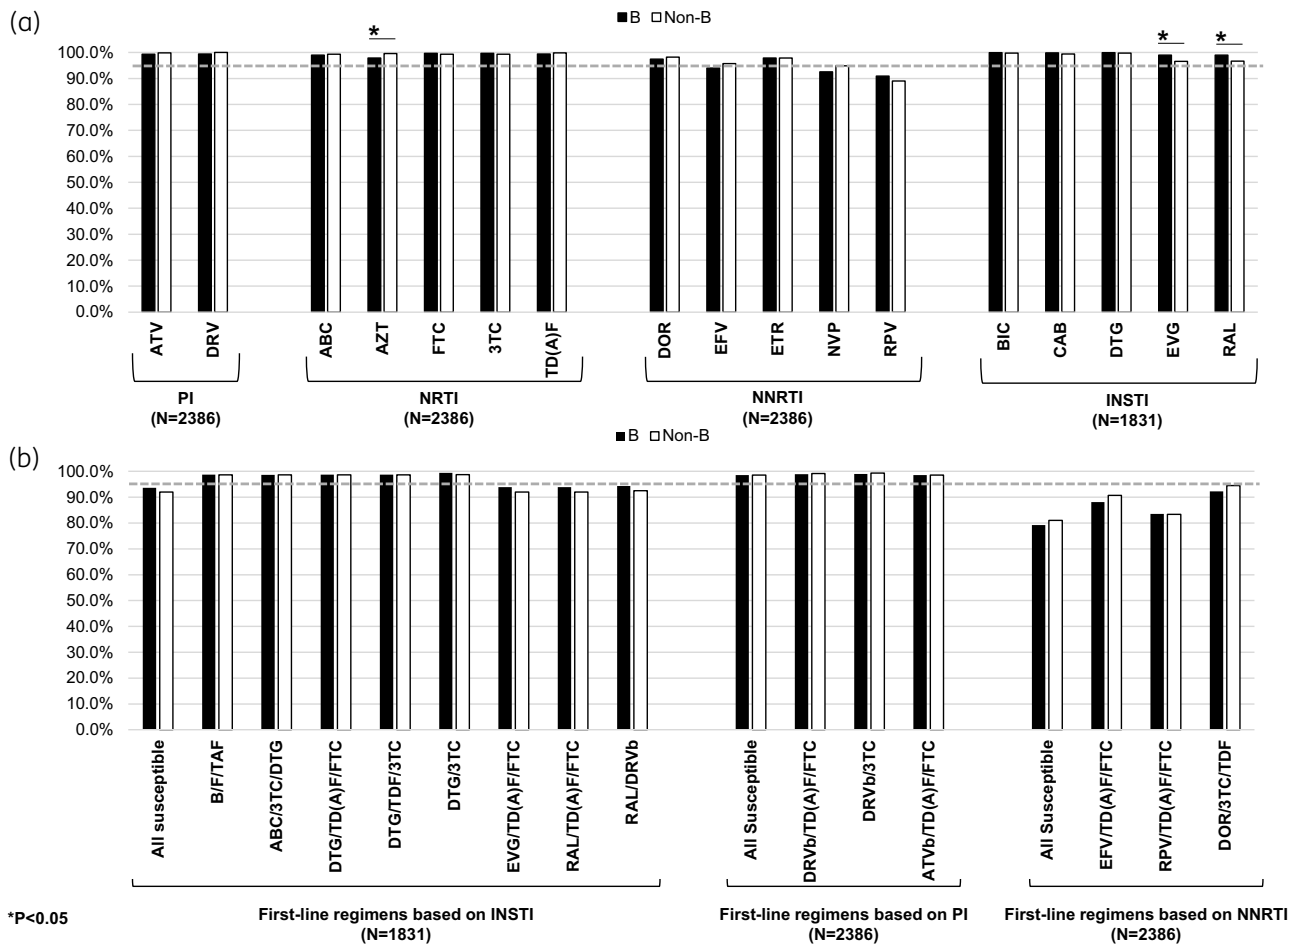 (a)
B Non-B
* * *
100.0%
90.0%
80.0%
70.0%
60.0%
50.0%
40.0%
30.0%
20.0%
10.0%
0.0%
ATV DRV ABC AZT FTC 3TC TD(A)F DOR EFV ETR NVP RPV BIC CAB DTG EVG RAL
PI NRTI NNRTI INSTI
(N=2386) (N=2386) (N=2386) (N=1831)
(b)
B Non-B
100.0%
90.0%
80.0%
70.0%
60.0%
50.0%
40.0%
30.0%
20.0%
10.0%
0.0%
All susceptible B/F/TAF ABC/3TC/DTG DTG/TD(A)F/FTC DTG/TDF/3TC DTG/3TC EVG/TD(A)F/FTC RAL/TD(A)F/FTC RAL/DRVb All Susceptible DRVb/TD(A)F/FTC DRVb/3TC ATVb/TD(A)F/FTC All Susceptible EFV/TD(A)F/FTC RPV/TD(A)F/FTC DOR/3TC/TDF
*P<0.05 First-line regimens based on INSTI First-line regimens based on PI First-line regimens based on NNRTI
(N=1831) (N=2386) (N=2386)